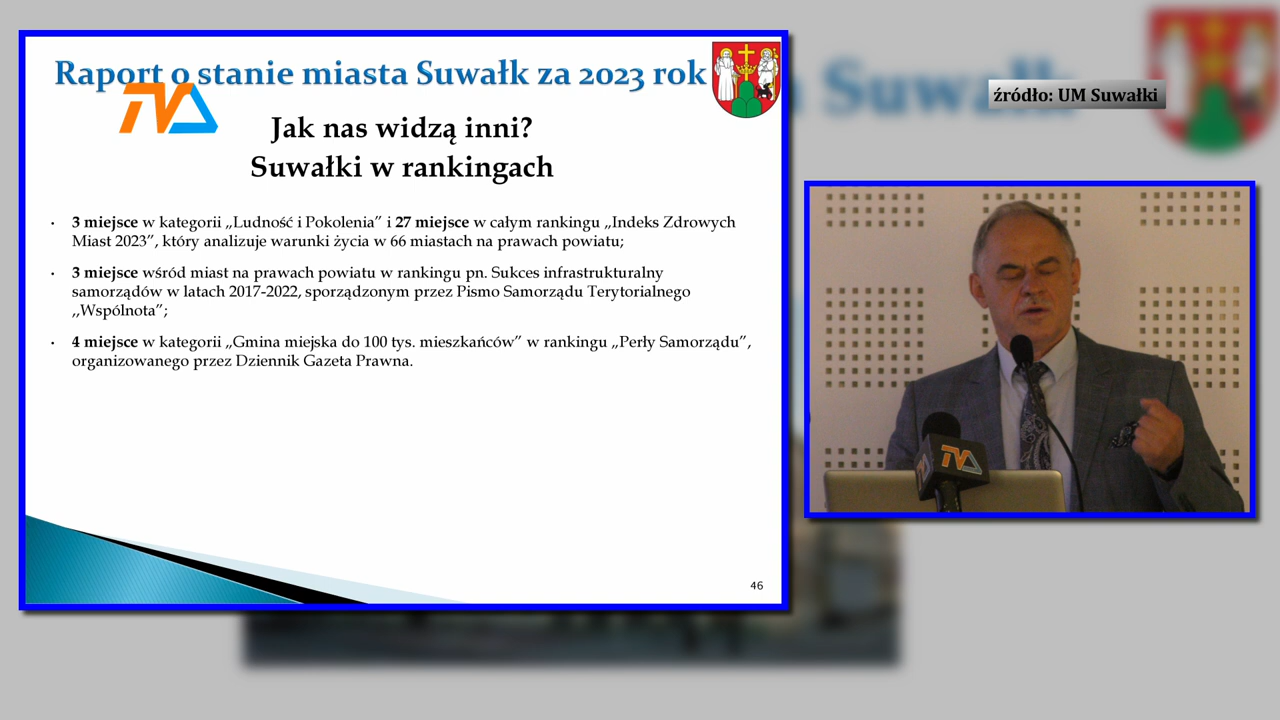 Raport o stanie miasta Suwałk za 2023 rok
TVA
Jak nas widzą inni?
Suwałki w rankingach
• 3 miejsce w kategorii „Ludność i Pokolenia” i 27 miejsce w całym rankingu „Indeks Zdrowych
Miast 2023”, który analizuje warunki życia w 66 miastach na prawach powiatu;
• 3 miejsce wśród miast na prawach powiatu w rankingu pn. Sukces infrastrukturalny
samorządów w latach 2017-2022, sporządzonym przez Pismo Samorządu Terytorialnego
,,Wspólnota”;
• 4 miejsce w kategorii „Gmina miejska do 100 tys. mieszkańców” w rankingu „Perły Samorządu”,
organizowanego przez Dziennik Gazeta Prawna.
46
Suwałk
źródło: UM Suwałki
TVA